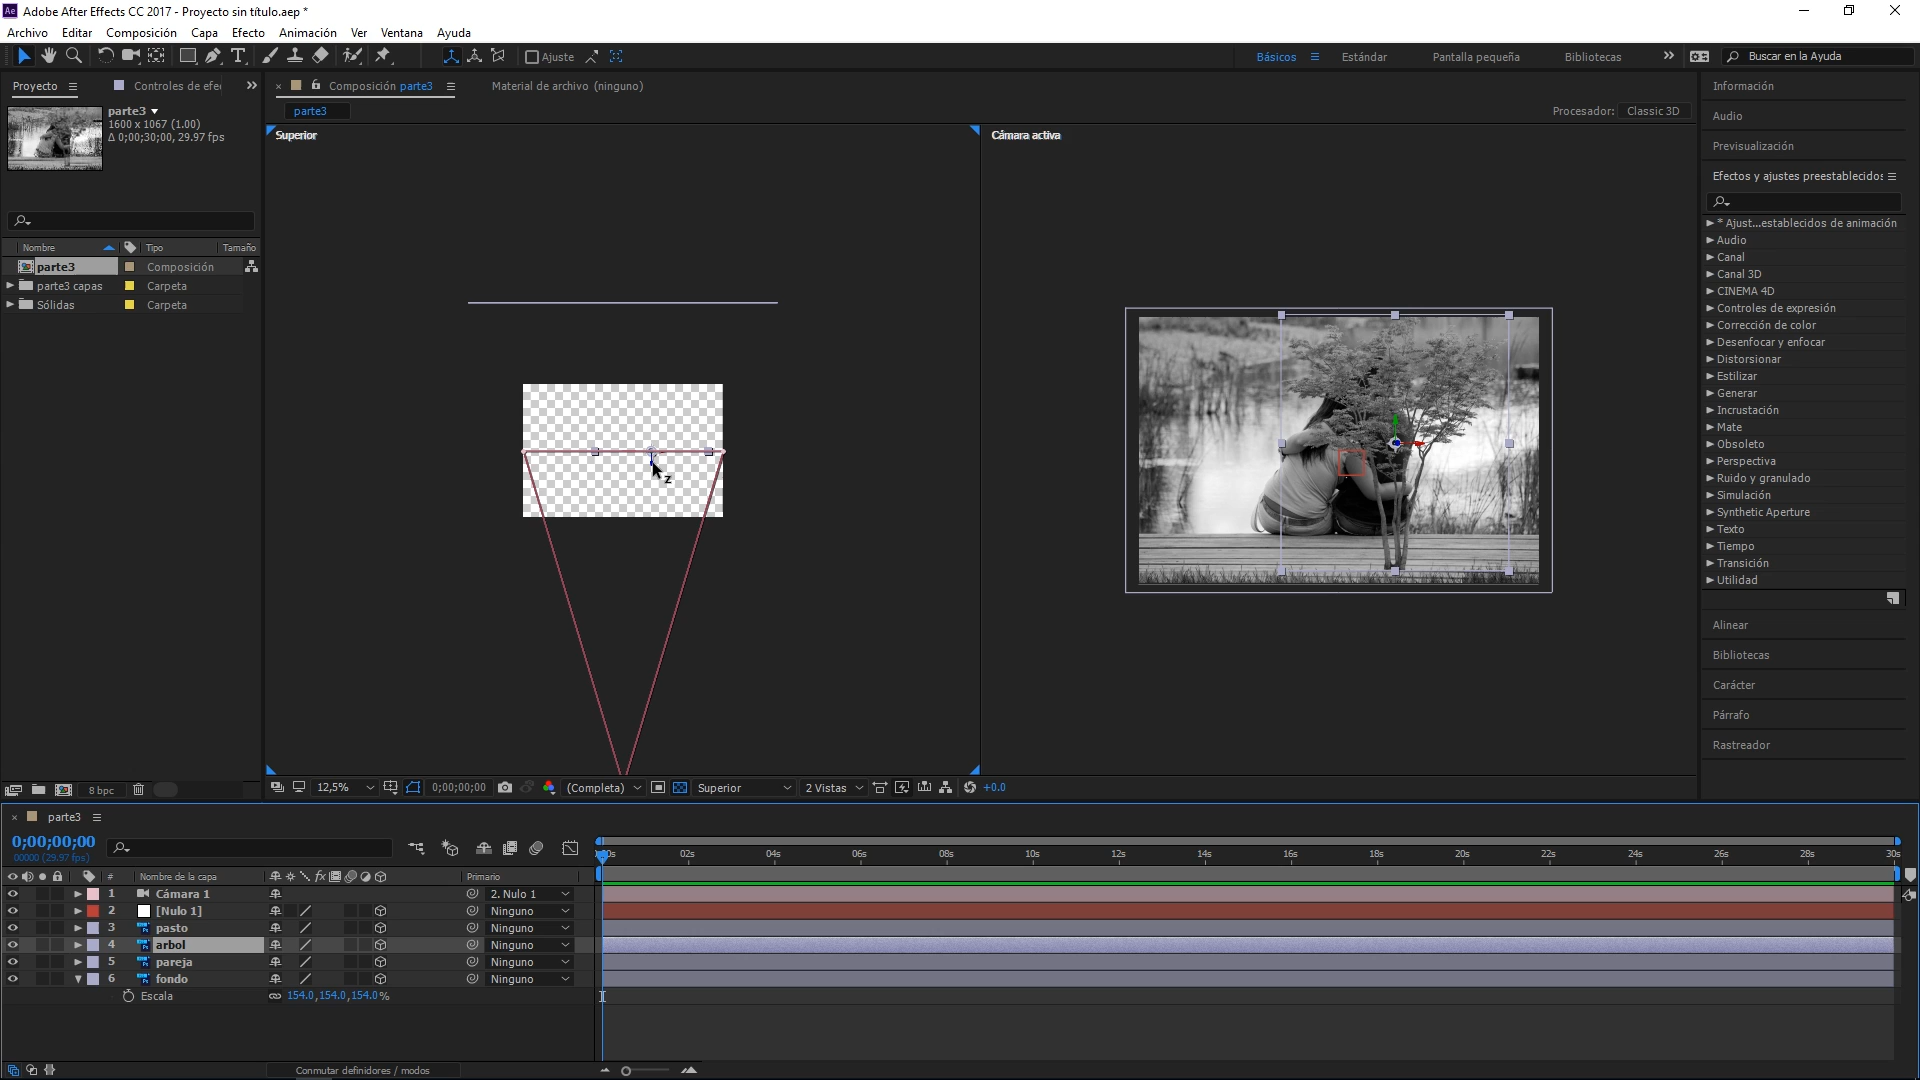 Adobe After Effects CC 2017 - Proyecto sin título.aep *
Archivo Editar Composición Capa Efecto Animación Ver Ventana Ayuda
Ajuste
Básicos Estándar Pantalla pequeña Bibliotecas Buscar en la Ayuda
Proyecto Controles de efe
Composición parte3 Material de archivo (ninguno)
parte3
1600 x 1067 (1.00)
Δ 0;00;30;00, 29.97 fps
parte3
Procesador: Classic 3D
Superior
Cámara activa
Nombre Tipo Tamaño
parte3 Composición
parte3 capas Carpeta
Sólidas Carpeta
z
Información
Audio
Previsualización
Efectos y ajustes preestablecidos
* Ajust...establecidos de animación
Audio
Canal
Canal 3D
CINEMA 4D
Controles de expresión
Corrección de color
Desenfocar y enfocar
Distorsionar
Estilizar
Generar
Incrustación
Mate
Obsoleto
Perspectiva
Ruido y granulado
Simulación
Synthetic Aperture
Texto
Tiempo
Transición
Utilidad
Alinear
Bibliotecas
Carácter
Párrafo
Rastreador
8 bpc
12,5% 0;00;00;00 (Completa) Superior 2 Vistas +0.0
parte3
0;00;00;00
00000 (29.97 fps)
00s 02s 04s 06s 08s 10s 12s 14s 16s 18s 20s 22s 24s 26s 28s 30s
# Nombre de la capa fx Primario
1 Cámara 1 2. Nulo 1
2 [Nulo 1] Ninguno
3 pasto Ninguno
4 arbol Ninguno
5 pareja Ninguno
6 fondo Ninguno
Escala 154.0,154.0,154.0%
Conmutar definidores / modos